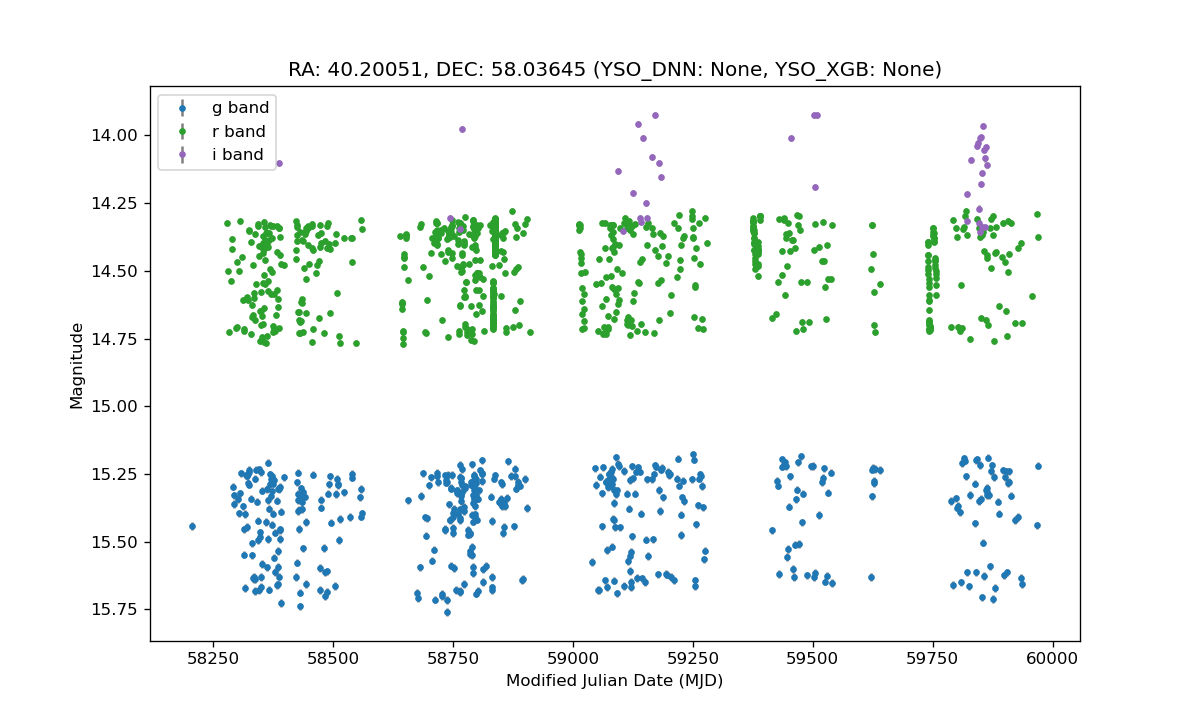 RA: 40.20051, DEC: 58.03645 (YSO_DNN: None, YSO_XGB: None)
g band
r band
i band
14.00
14.25
14.50
14.75
15.00
15.25
15.50
15.75
Magnitude
58250 58500 58750 59000 59250 59500 59750 60000
Modified Julian Date (MJD)